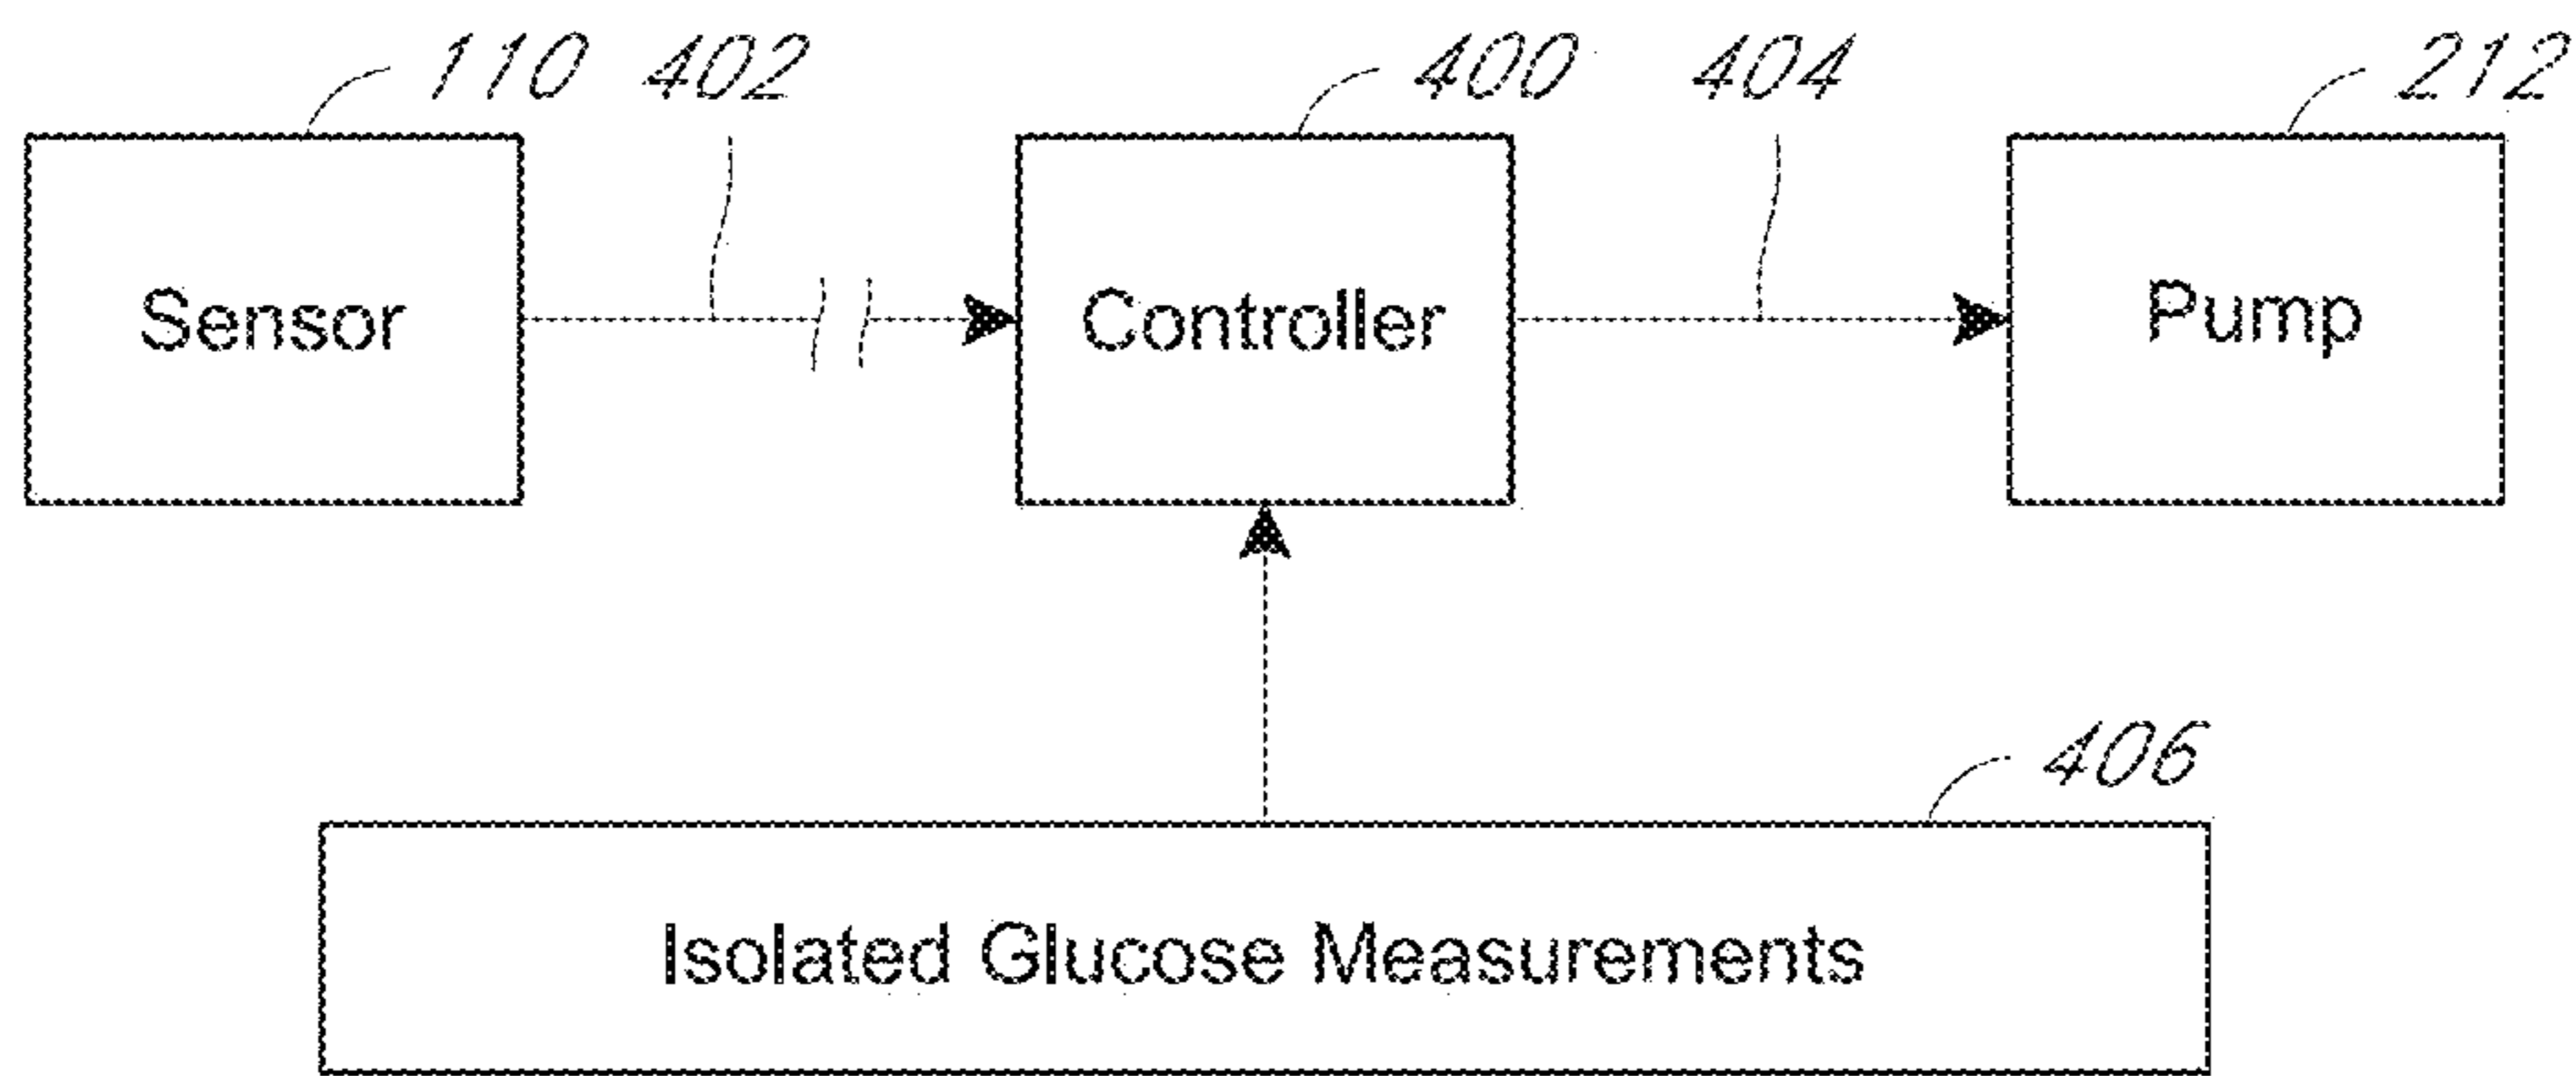 110 402 400 404 212
Sensor Controller Pump
406
Isolated Glucose Measurements